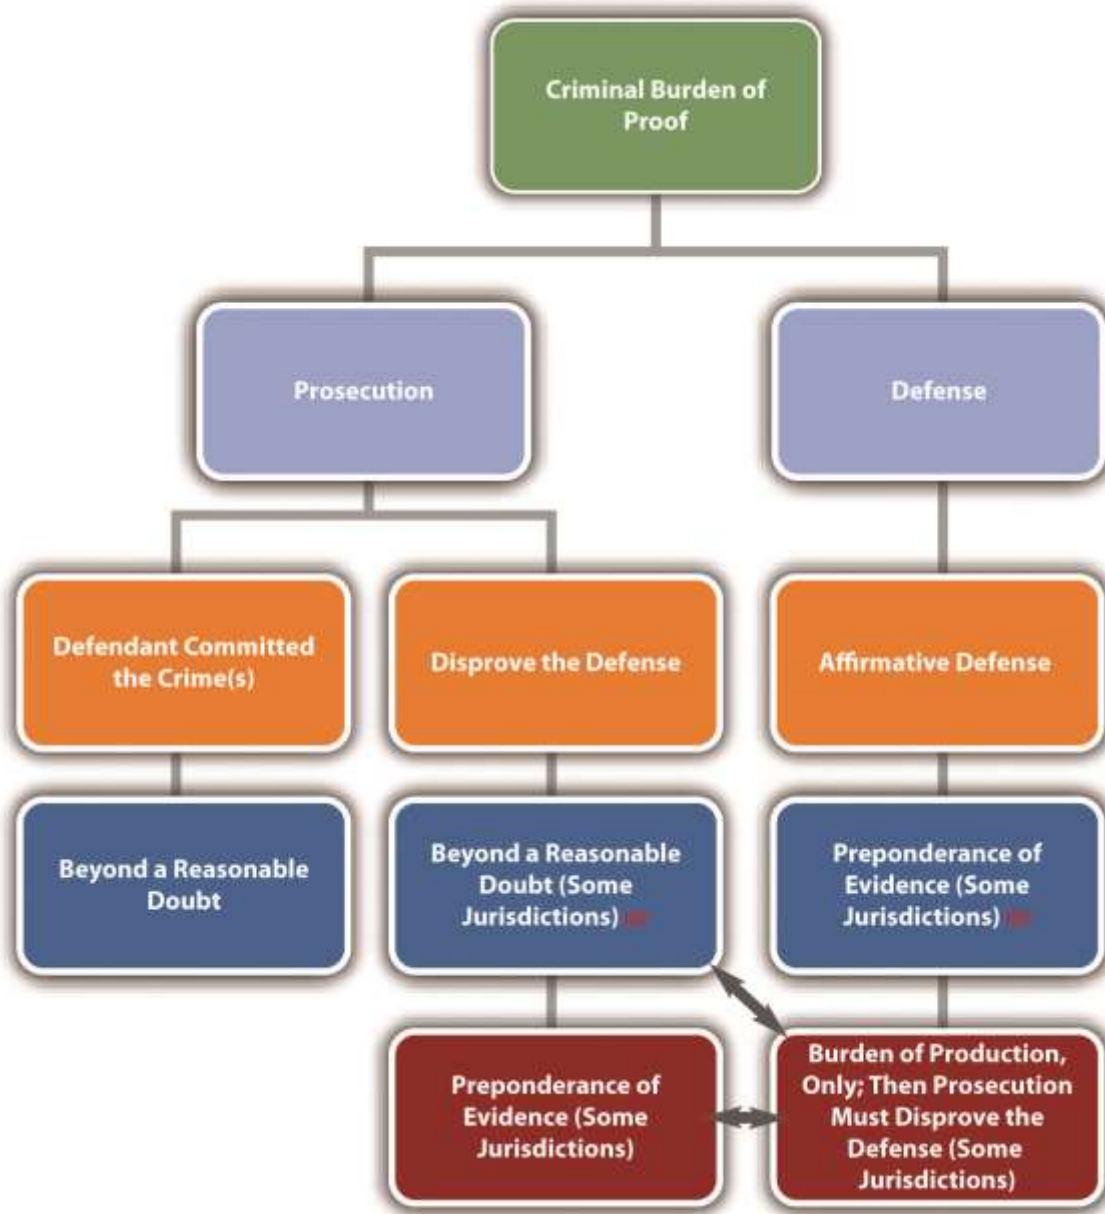 Criminal Burden of
Proof
Prosecution
Defense
Defendant Committed
the Crime(s)
Disprove the Defense
Affirmative Defense
Beyond a Reasonable
Doubt
Beyond a Reasonable
Doubt (Some
Jurisdictions)
Preponderance of
Evidence (Some
Jurisdictions)
Preponderance of
Evidence (Some
Jurisdictions)
Burden of Production,
Only; Then Prosecution
Must Disprove the
Defense (Some
Jurisdictions)